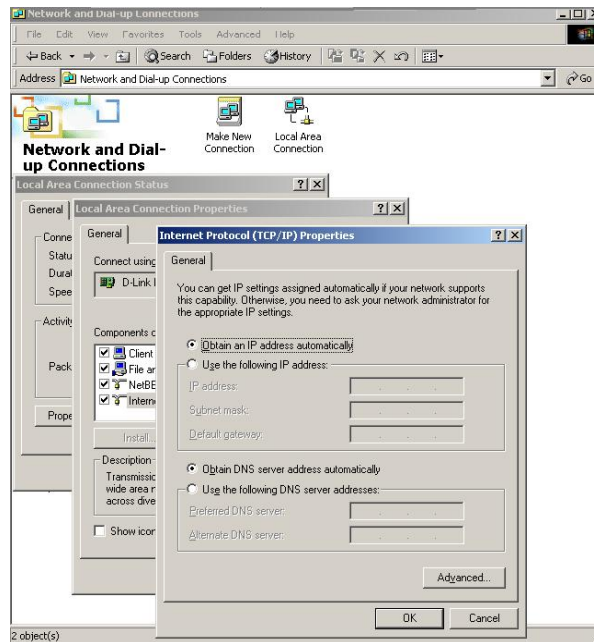 Network and Dial-up Connections
File Edit View Favorites Tools Advanced Help
Back Search Folders History
Address Network and Dial-up Connections Go
Network and Dial-
up Connections
Make New
Connection
Local Area
Connection
Local Area Connection Status
General
Conne
Statu
Durat
Spee
Activit
Pack
Prope
Local Area Connection Properties
General
Connect using
D-Link
Components c
Client
File ar
NetBE
Intern
Install...
Description
Transmissic
wide area r
across dive
Show icor
Internet Protocol (TCP/IP) Properties
General
You can get IP settings assigned automatically if your network supports
this capability. Otherwise, you need to ask your network administrator for
the appropriate IP settings.
Obtain an IP address automatically
Use the following IP address:
IP address:
Subnet mask:
Default gateway:
Obtain DNS server address automatically
Use the following DNS server addresses:
Preferred DNS server:
Alternate DNS server:
Advanced...
OK Cancel
2 object(s)